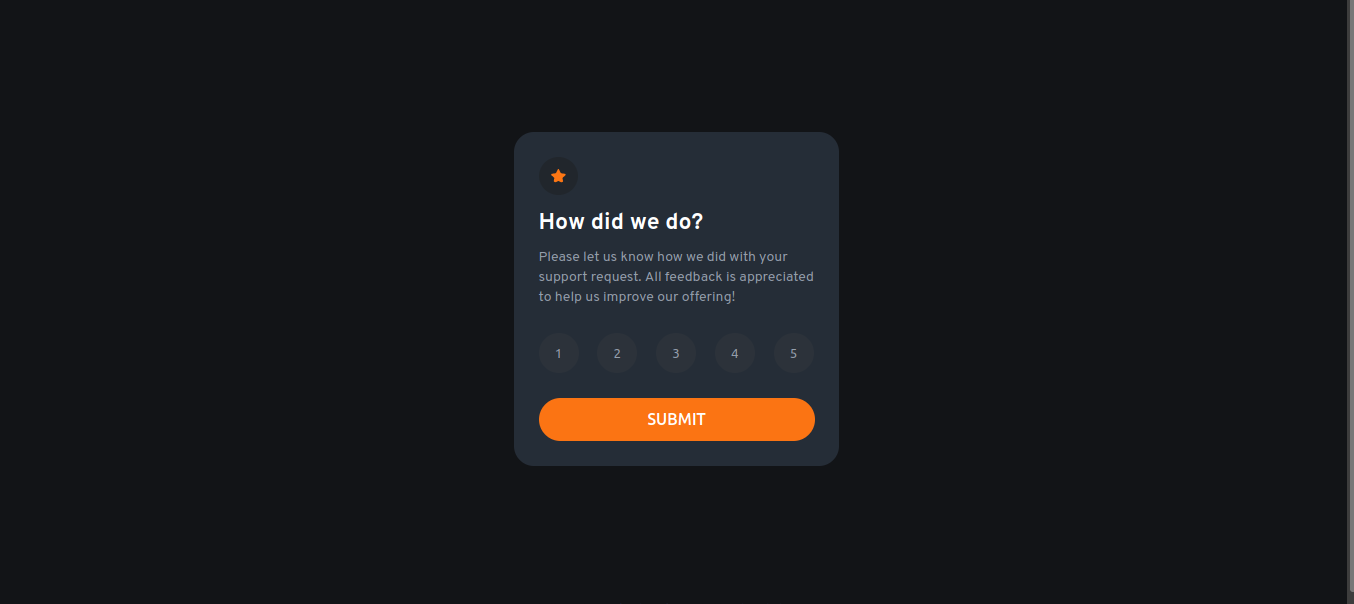 How did we do?
Please let us know how we did with your
support request. All feedback is appreciated
to help us improve our offering!
1 2 3 4 5
SUBMIT